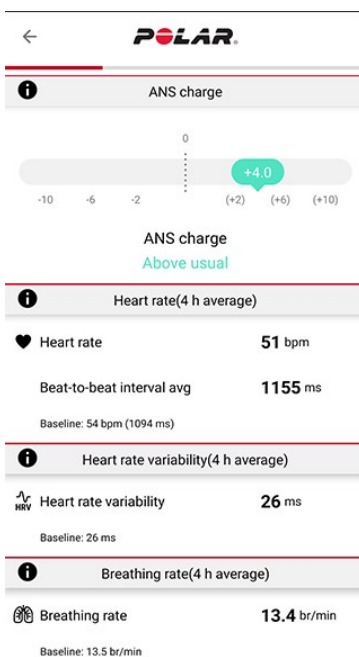 POLAR.
ANS charge
0
+4.0
-10 -6 -2 (+2) (+6) (+10)
ANS charge
Above usual
Heart rate(4 h average)
Heart rate 51 bpm
Beat-to-beat interval avg 1155 ms
Baseline: 54 bpm (1094 ms)
Heart rate variability(4 h average)
HRV Heart rate variability 26 ms
Baseline: 26 ms
Breathing rate(4 h average)
Breathing rate 13.4 br/min
Baseline: 13.5 br/min